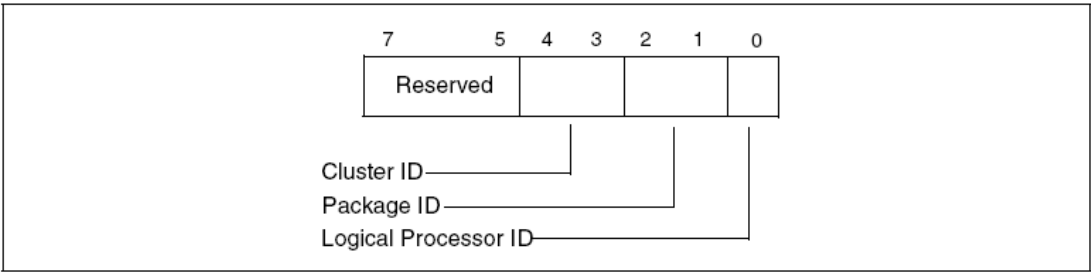 7 5 4 3 2 1 0
Reserved
Cluster ID
Package ID
Logical Processor ID